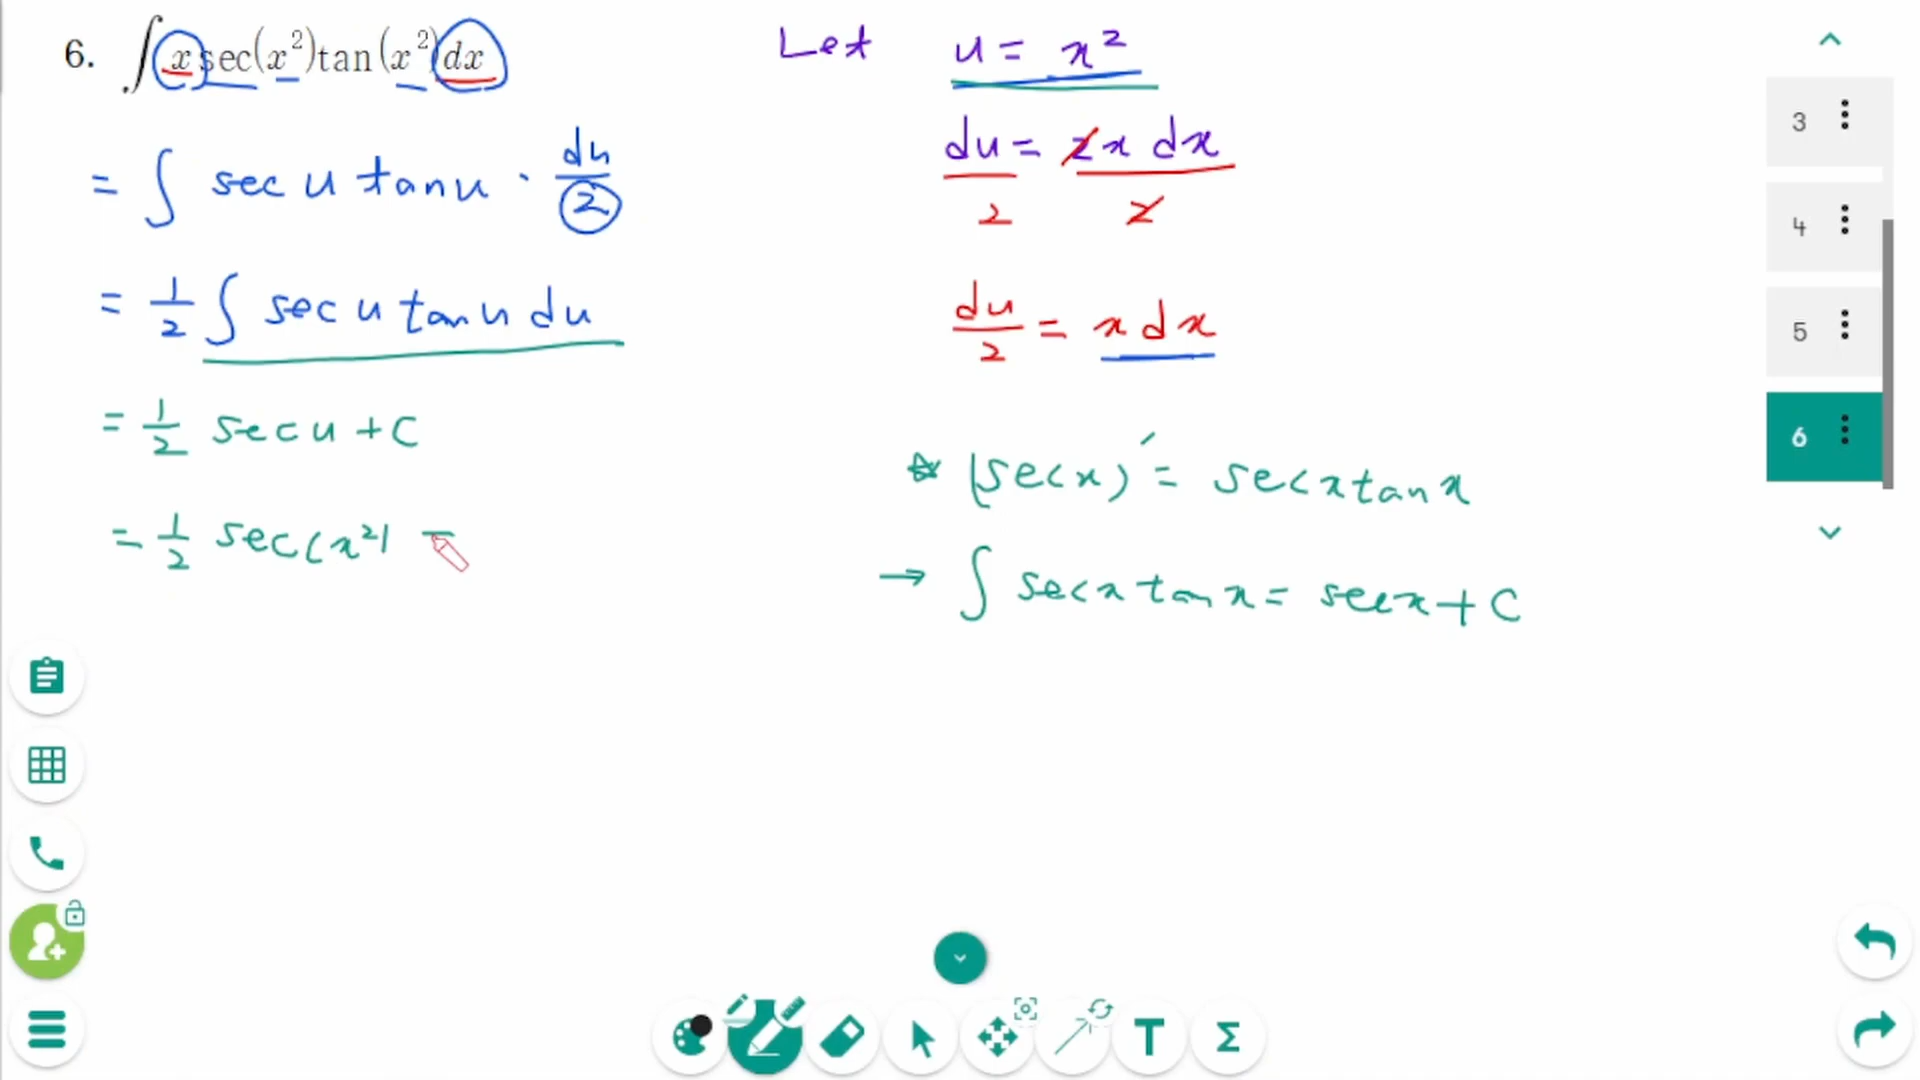 6. ∫ x sec(x²)tan(x²)dx
= ∫ sec u tan u · du/2
= 1/2 ∫ sec u tan u du
= 1/2 sec u + C
= 1/2 sec(x²)
Let u = x²
du = 2x dx
2 2
du/2 = x dx
☆ (sec x)' = sec x tan x
→ ∫ sec x tan x = sec x + C
3
4
5
6
T
Σ